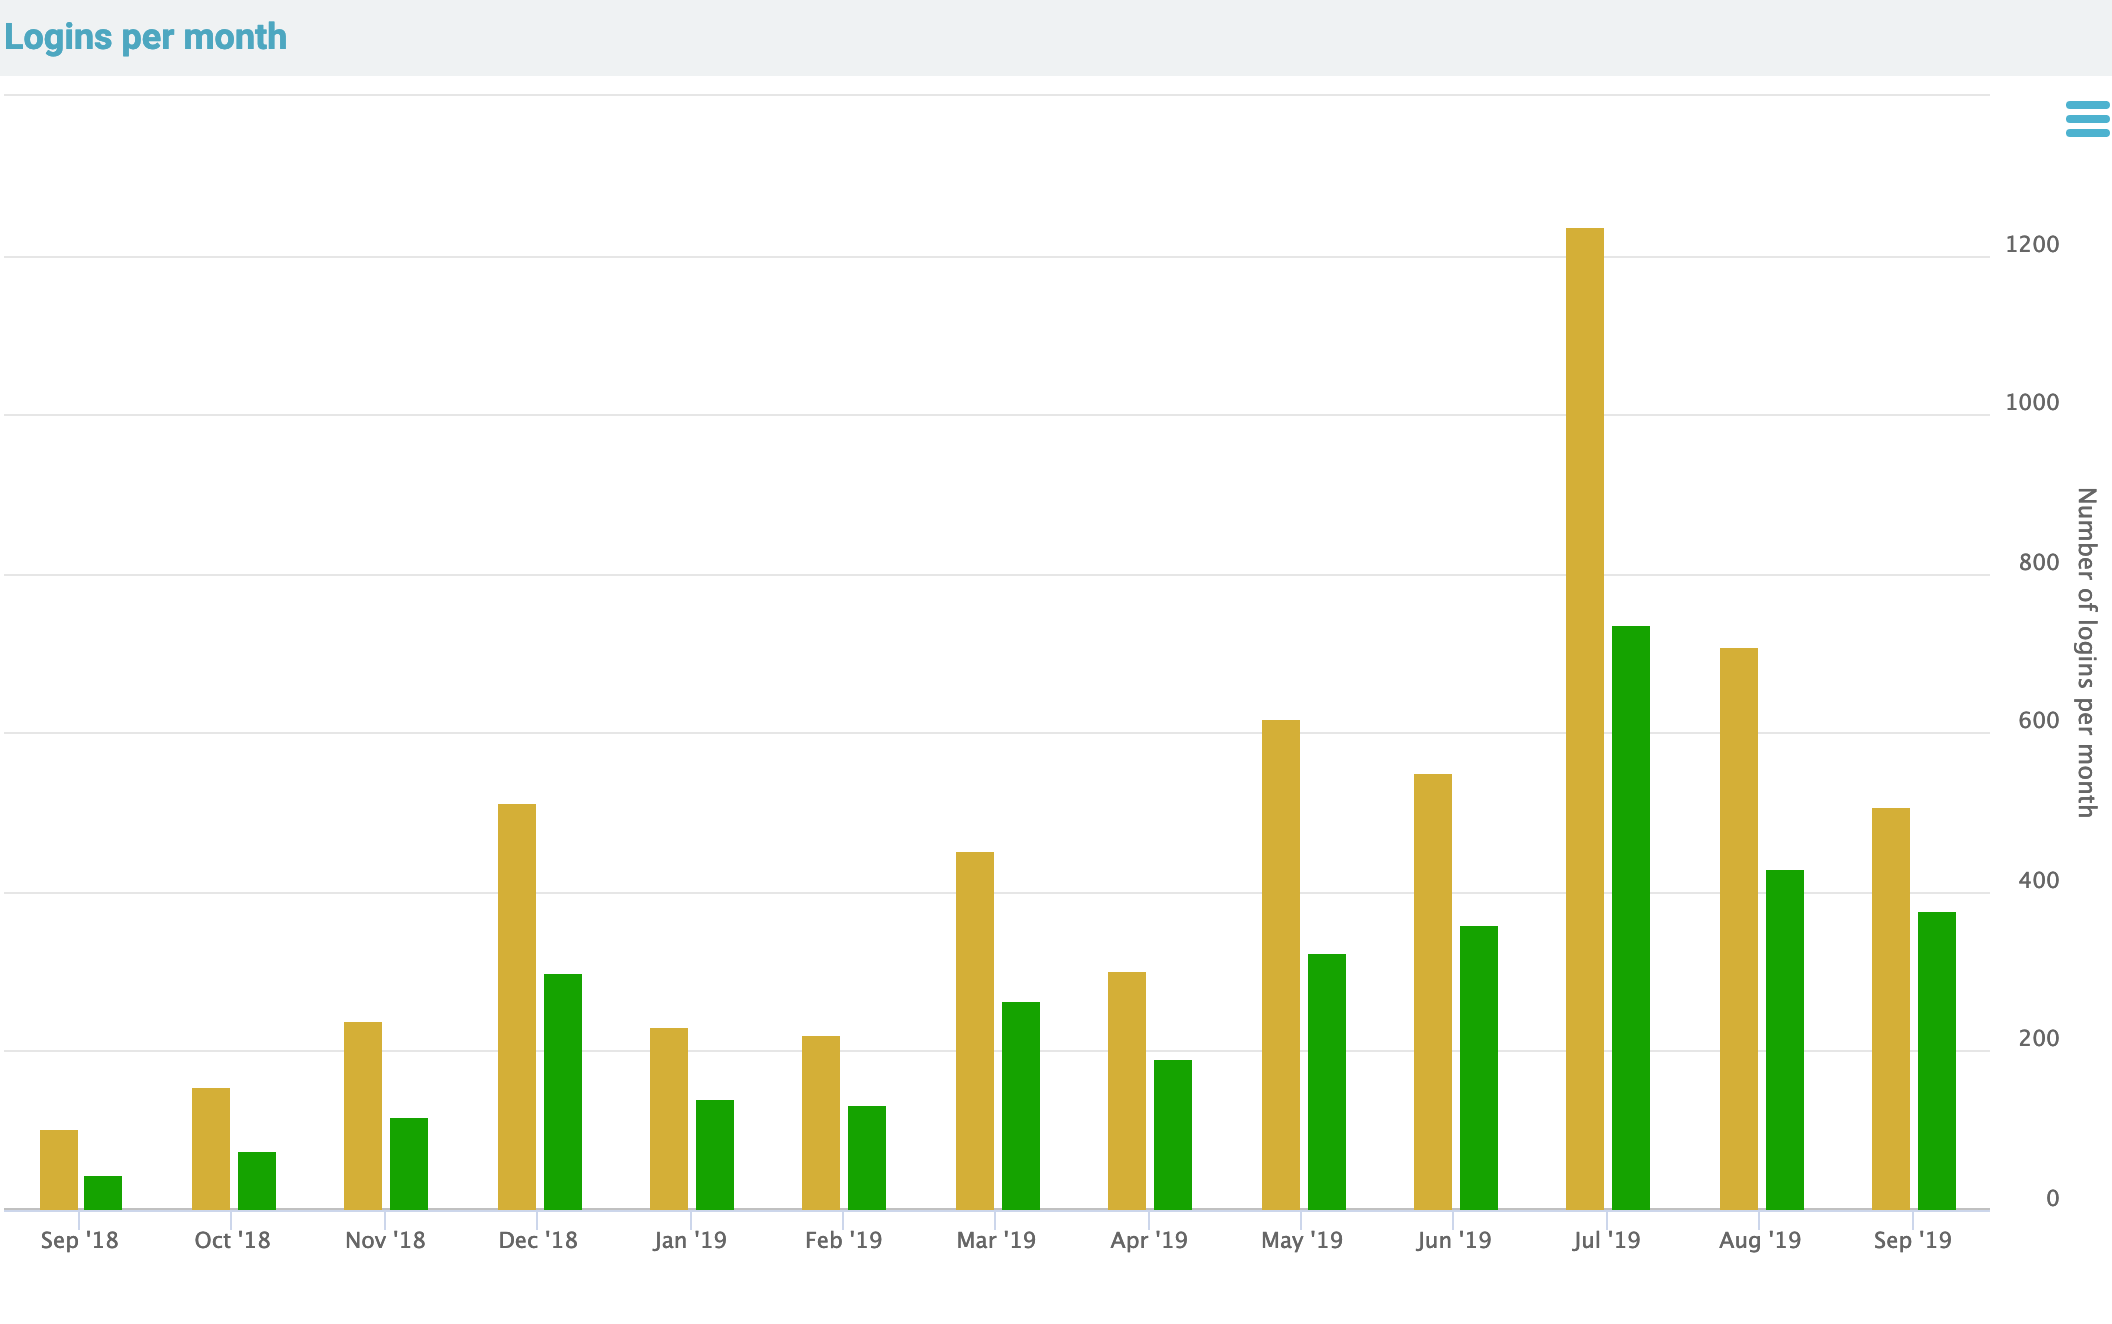 Logins per month
1200
1000
800
600
400
200
0
Number of logins per month
Sep '18
Oct '18
Nov '18
Dec '18
Jan '19
Feb '19
Mar '19
Apr '19
May '19
Jun '19
Jul '19
Aug '19
Sep '19